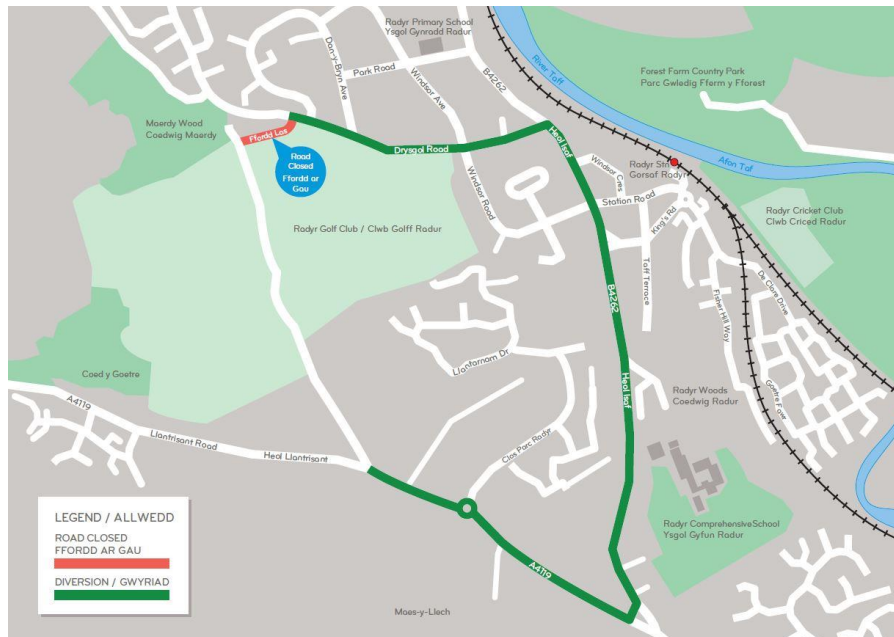 Radyr Primary School
Ysgol Gynradd Radur
Dan-y-Bryn Ave
Park Road
Windsor Ave
B4262
River Taff
Forest Farm Country Park
Parc Gwledig Fferm y Fforest
Maerdy Wood
Coedwig Maerdy
Ffordd Las
Road
Closed
Ffordd ar
Gau
Drysgol Road
Heol Isaf
Windsor Cres
Radyr Stn
Gorsaf Radyr
Afon Taf
Windsor Road
Station Road
King's Rd
Radyr Golf Club / Clwb Golff Radur
Radyr Cricket Club
Clwb Criced Radur
Taff Terrace
B4262
Fisher Hill Way
De Clare Drive
Llantarnam Dr
Coed y Goetre
Heol Isaf
Radyr Woods
Coedwig Radur
Goetre Fawr
A4119
Llantrisant Road
Heol Llantrisant
Clos Parc Radyr
LEGEND / ALLWEDD
ROAD CLOSED
FFORDD AR GAU
DIVERSION / GWYRIAD
Radyr Comprehensive School
Ysgol Gyfun Radur
A4119
Maes-y-Llech